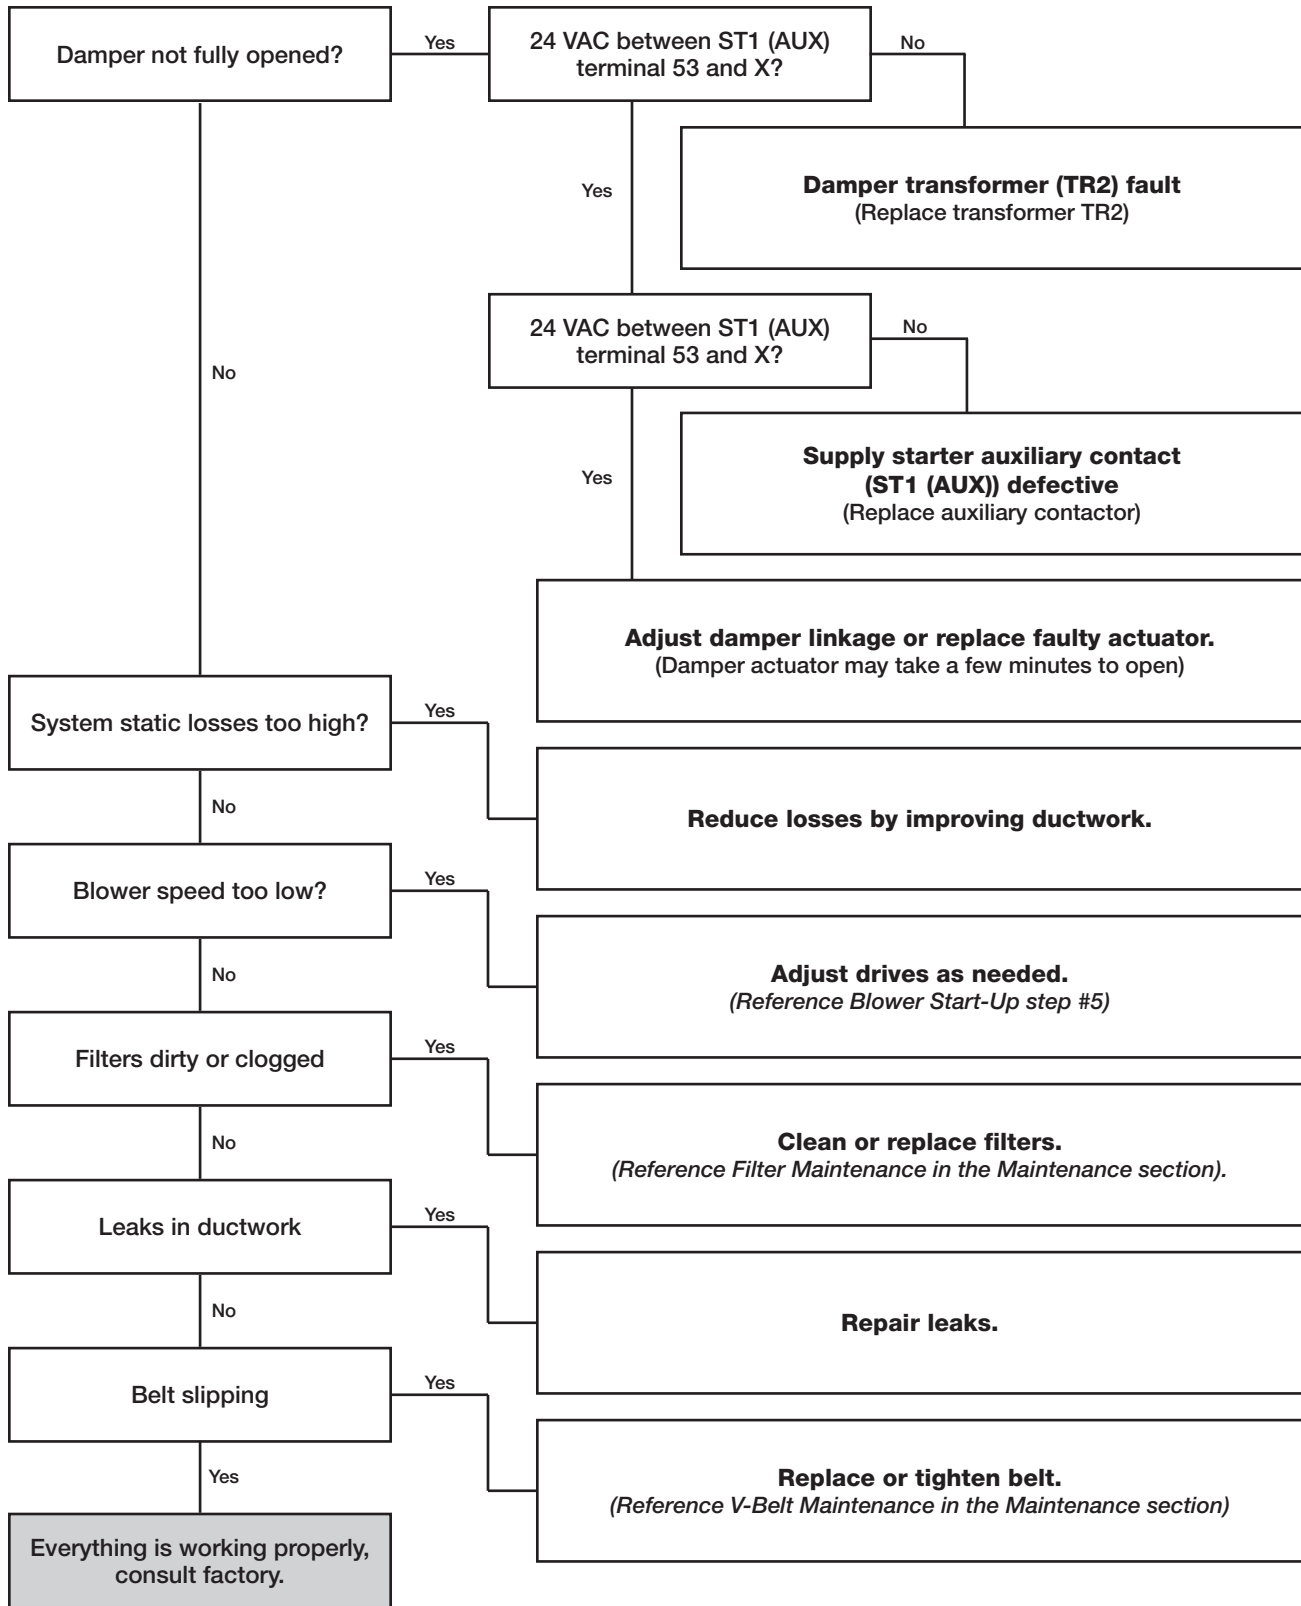 Damper not fully opened?
Yes
24 VAC between ST1 (AUX)
terminal 53 and X?
No
Damper transformer (TR2) fault
(Replace transformer TR2)
Yes
24 VAC between ST1 (AUX)
terminal 53 and X?
No
Supply starter auxiliary contact
(ST1 (AUX)) defective
(Replace auxiliary contactor)
Yes
Adjust damper linkage or replace faulty actuator.
(Damper actuator may take a few minutes to open)
No
System static losses too high?
Yes
Reduce losses by improving ductwork.
No
Blower speed too low?
Yes
Adjust drives as needed.
(Reference Blower Start-Up step #5)
No
Filters dirty or clogged
Yes
Clean or replace filters.
(Reference Filter Maintenance in the Maintenance section).
No
Leaks in ductwork
Yes
Repair leaks.
No
Belt slipping
Yes
Replace or tighten belt.
(Reference V-Belt Maintenance in the Maintenance section)
Yes
Everything is working properly,
consult factory.